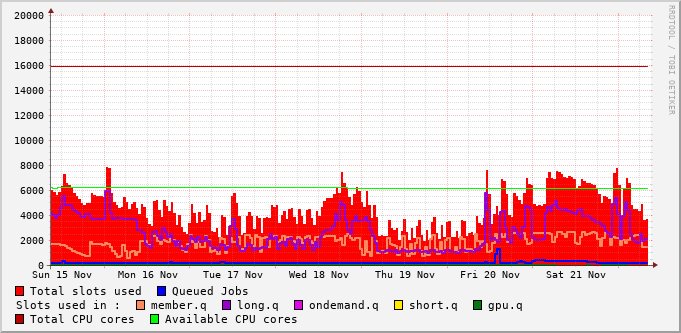 RRDTOOL / TOBI OETIKER
20000
18000
16000
14000
12000
10000
8000
6000
4000
2000
0
Sun 15 Nov Mon 16 Nov Tue 17 Nov Wed 18 Nov Thu 19 Nov Fri 20 Nov Sat 21 Nov
Total slots used Queued Jobs
Slots used in : member.q long.q ondemand.q short.q gpu.q
Total CPU cores Available CPU cores